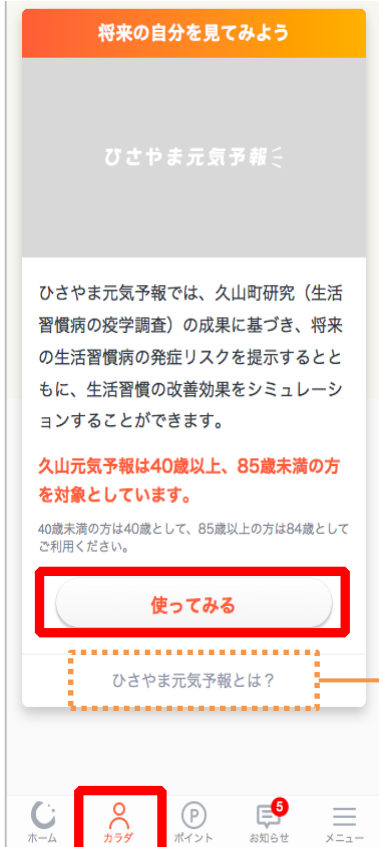 将来の自分を見てみよう
ひさやま元気予報
ひさやま元気予報では、久山町研究（生活
習慣病の疫学調査）の成果に基づき、将来
の生活習慣病の発症リスクを提示するとと
もに、生活習慣の改善効果をシミュレーシ
ョンすることができます。
久山元気予報は40歳以上、85歳未満の方
を対象としています。
40歳未満の方は40歳として、85歳以上の方は84歳として
ご利用ください。
使ってみる
ひさやま元気予報とは？
P
5
ホーム
カラダ
ポイント
お知らせ
メニュー